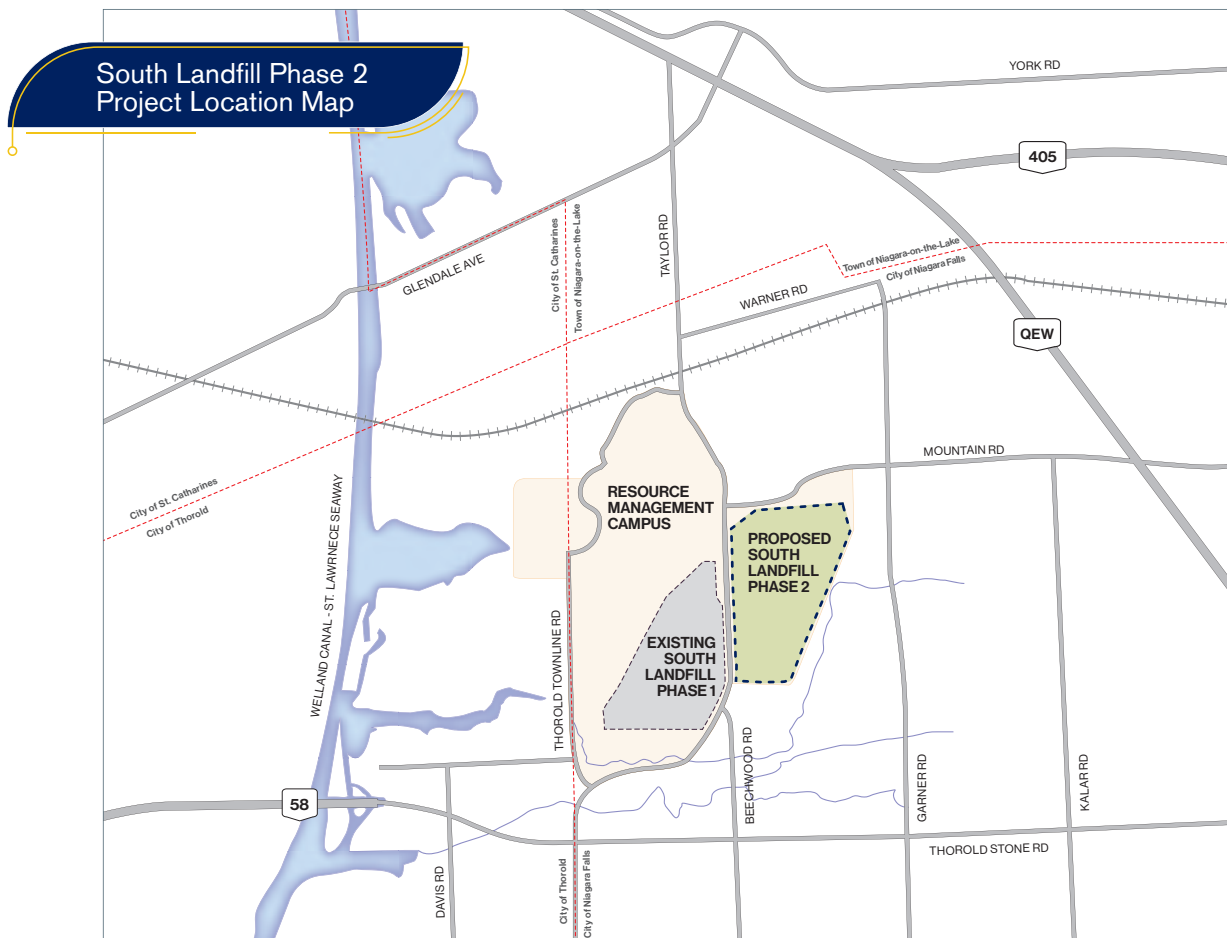 South Landfill Phase 2
Project Location Map
YORK RD
405
TAYLOR RD
City of St. Catharines
Town of Niagara-on-the-Lake
GLENDALE AVE
Town of Niagara-on-the-Lake
City of Niagara Falls
WARNER RD
QEW
MOUNTAIN RD
City of St. Catharines
City of Thorold
WELLAND CANAL - ST. LAWRNECE SEAWAY
RESOURCE
MANAGEMENT
CAMPUS
PROPOSED
SOUTH
LANDFILL
PHASE 2
EXISTING
SOUTH
LANDFILL
PHASE 1
THOROLD TOWNLINE RD
BEECHWOOD RD
GARNER RD
KALAR RD
58
THOROLD STONE RD
DAVIS RD
City of Thorold
City of Niagara Falls